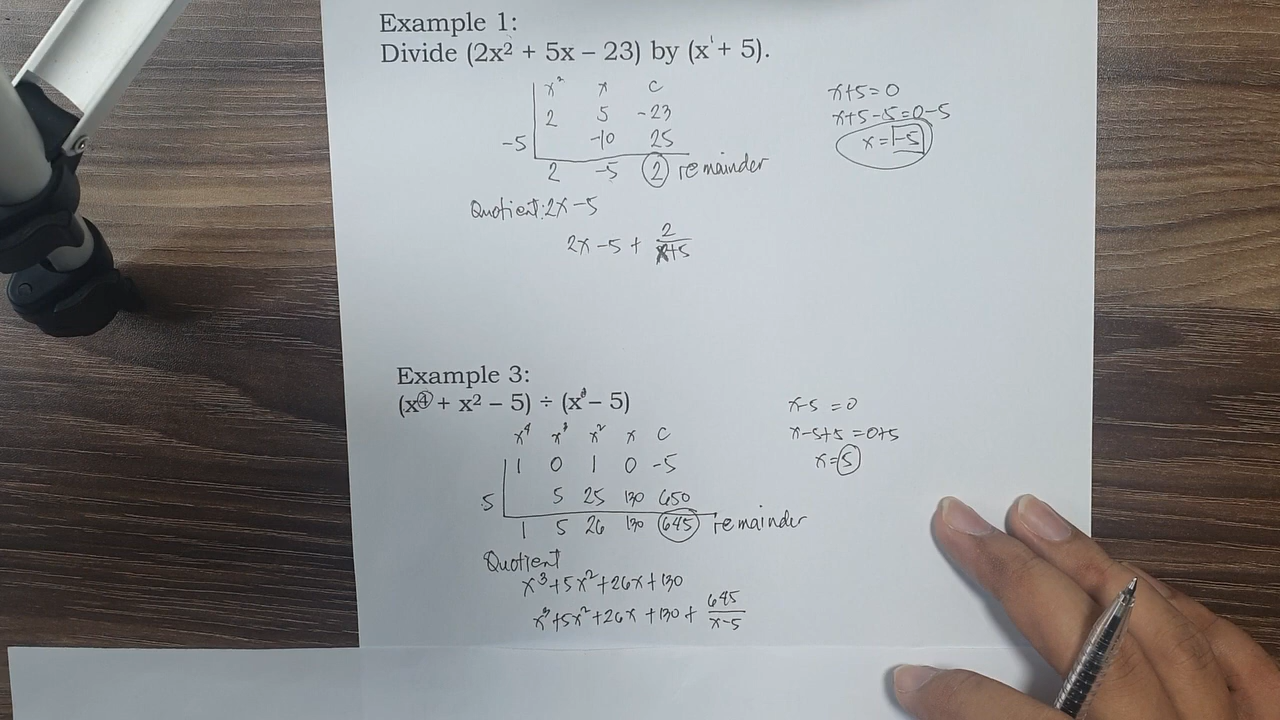 Example 1:
Divide (2x² + 5x – 23) by (x¹ + 5).
x² x c
2 5 -23
-5 -10 25
2 -5 2 remainder
x+5=0
x+5-5=0-5
x=-5
Quotient: 2x-5
2x-5+ 2/x+5
Example 3:
(x⁴ + x² – 5) ÷ (x – 5)
x⁴ x³ x² x c
1 0 1 0 -5
5 5 25 130 650
1 5 26 130 645 remainder
x-5 =0
x-5+5 =0+5
x=5
Quotient
x³+5x²+26x+130
x³+5x²+26x+130+ 645/x-5